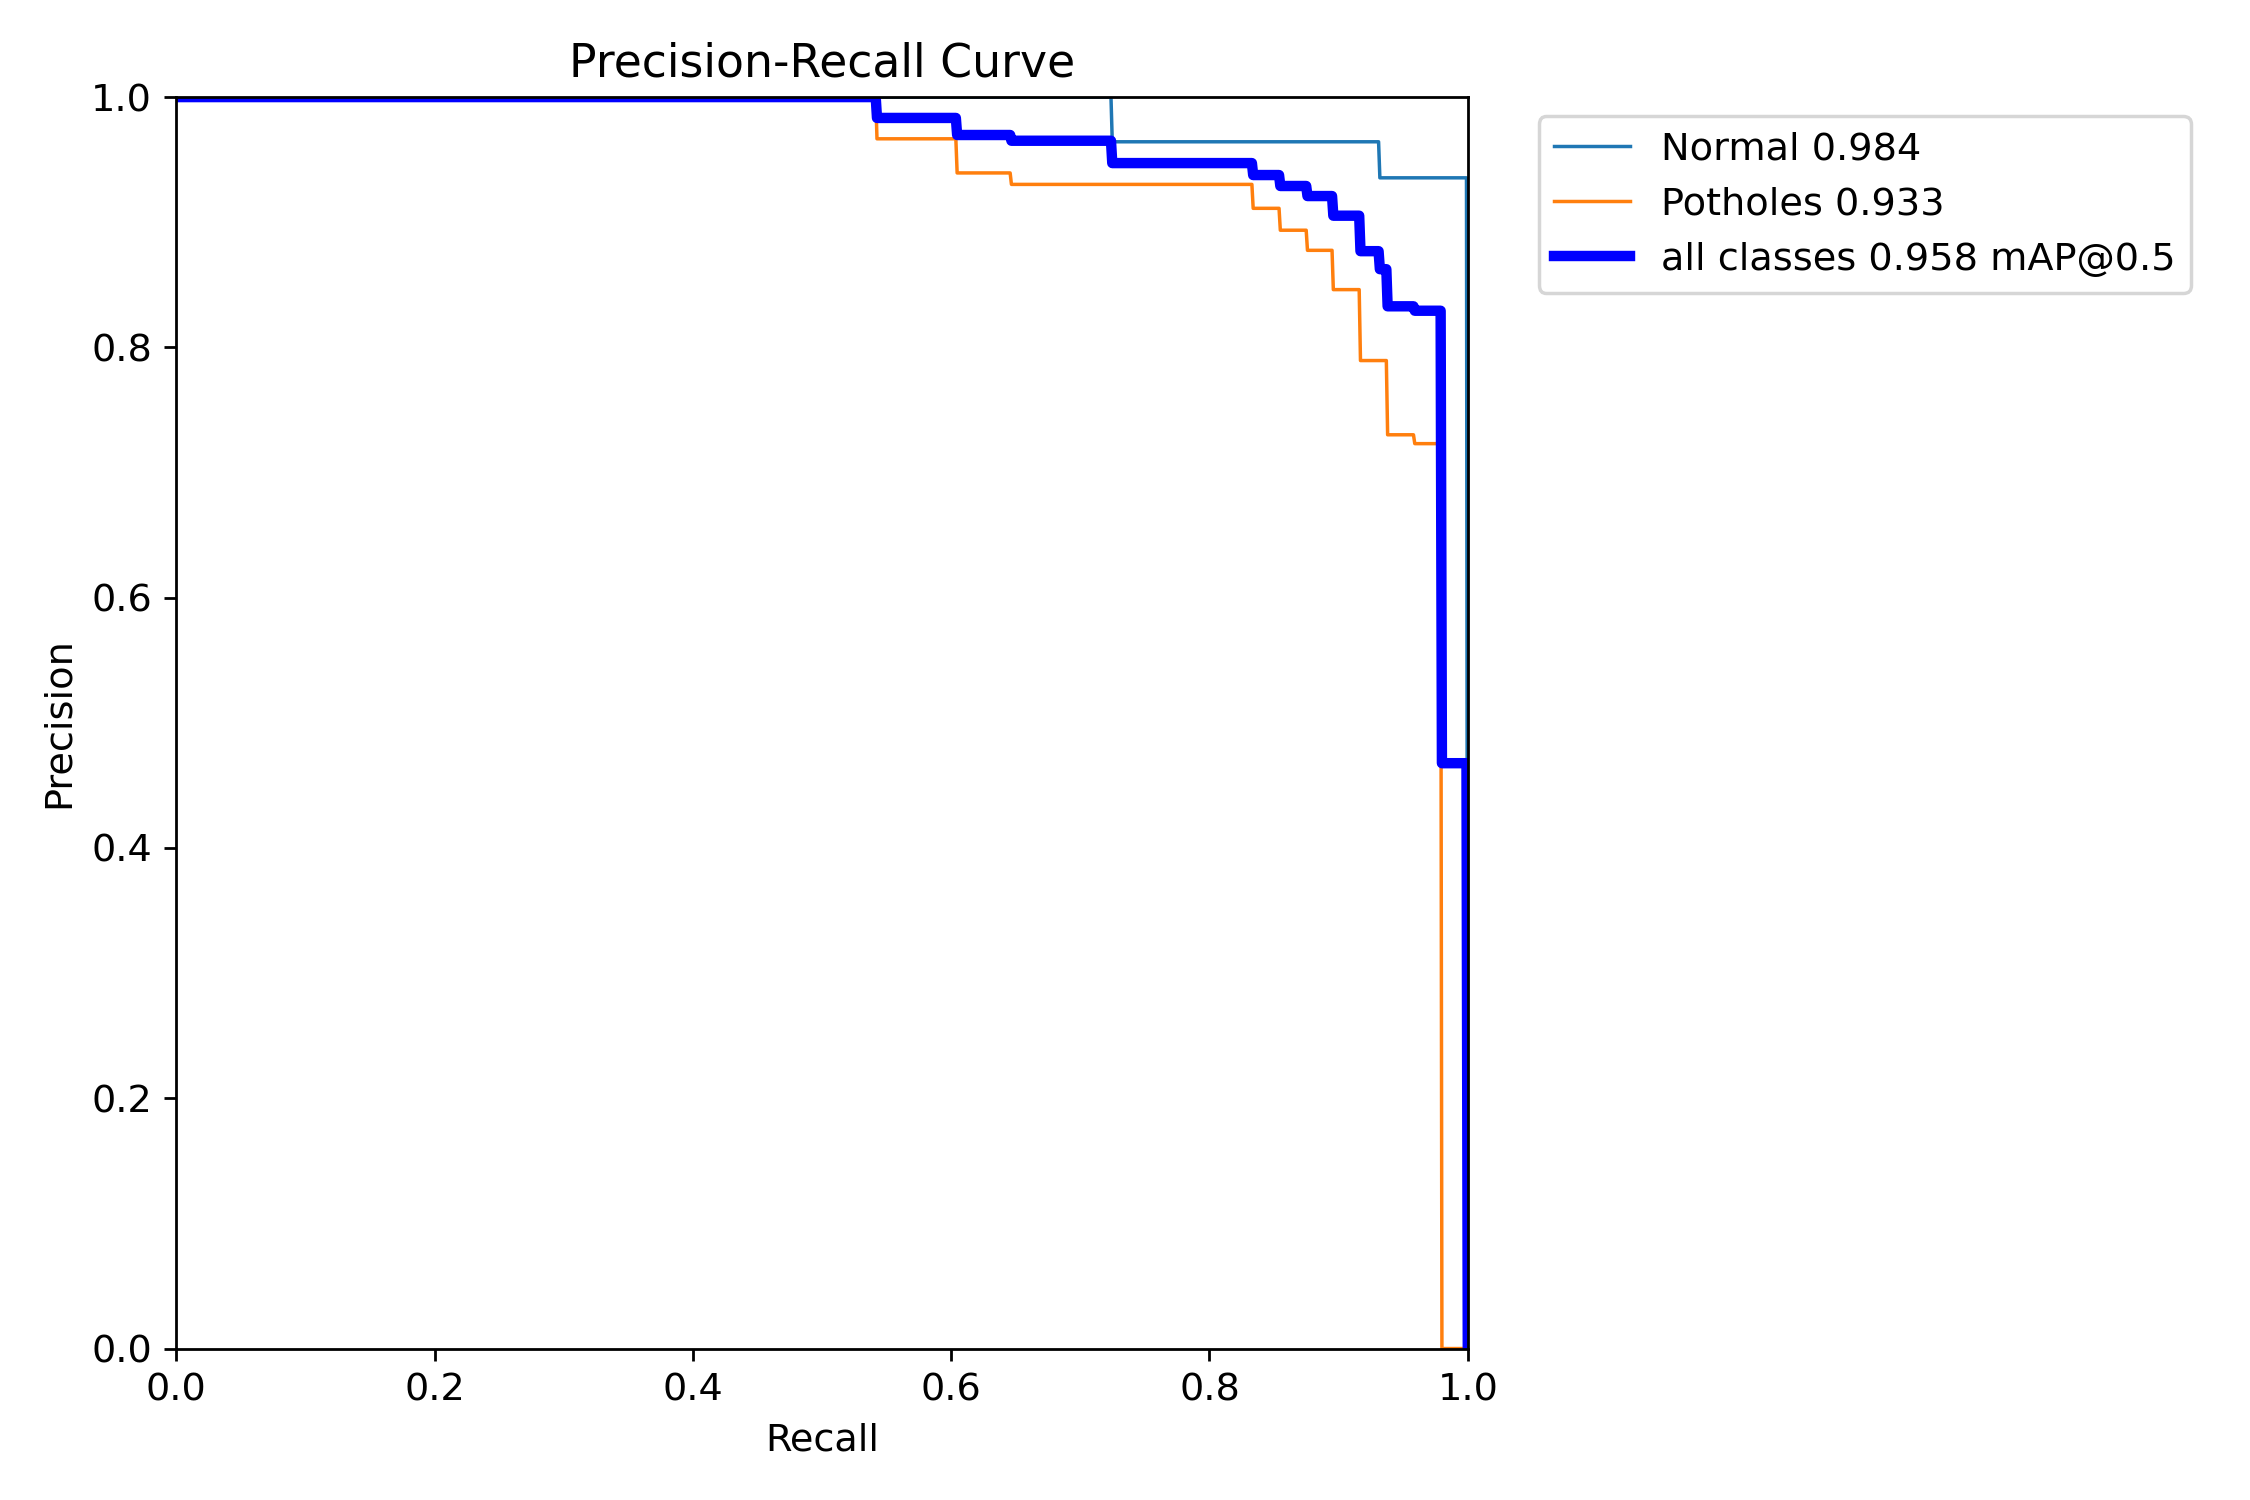 Precision-Recall Curve
1.0
0.8
0.6
0.4
0.2
0.0
Precision
0.0 0.2 0.4 0.6 0.8 1.0
Recall
Normal 0.984
Potholes 0.933
all classes 0.958 mAP@0.5